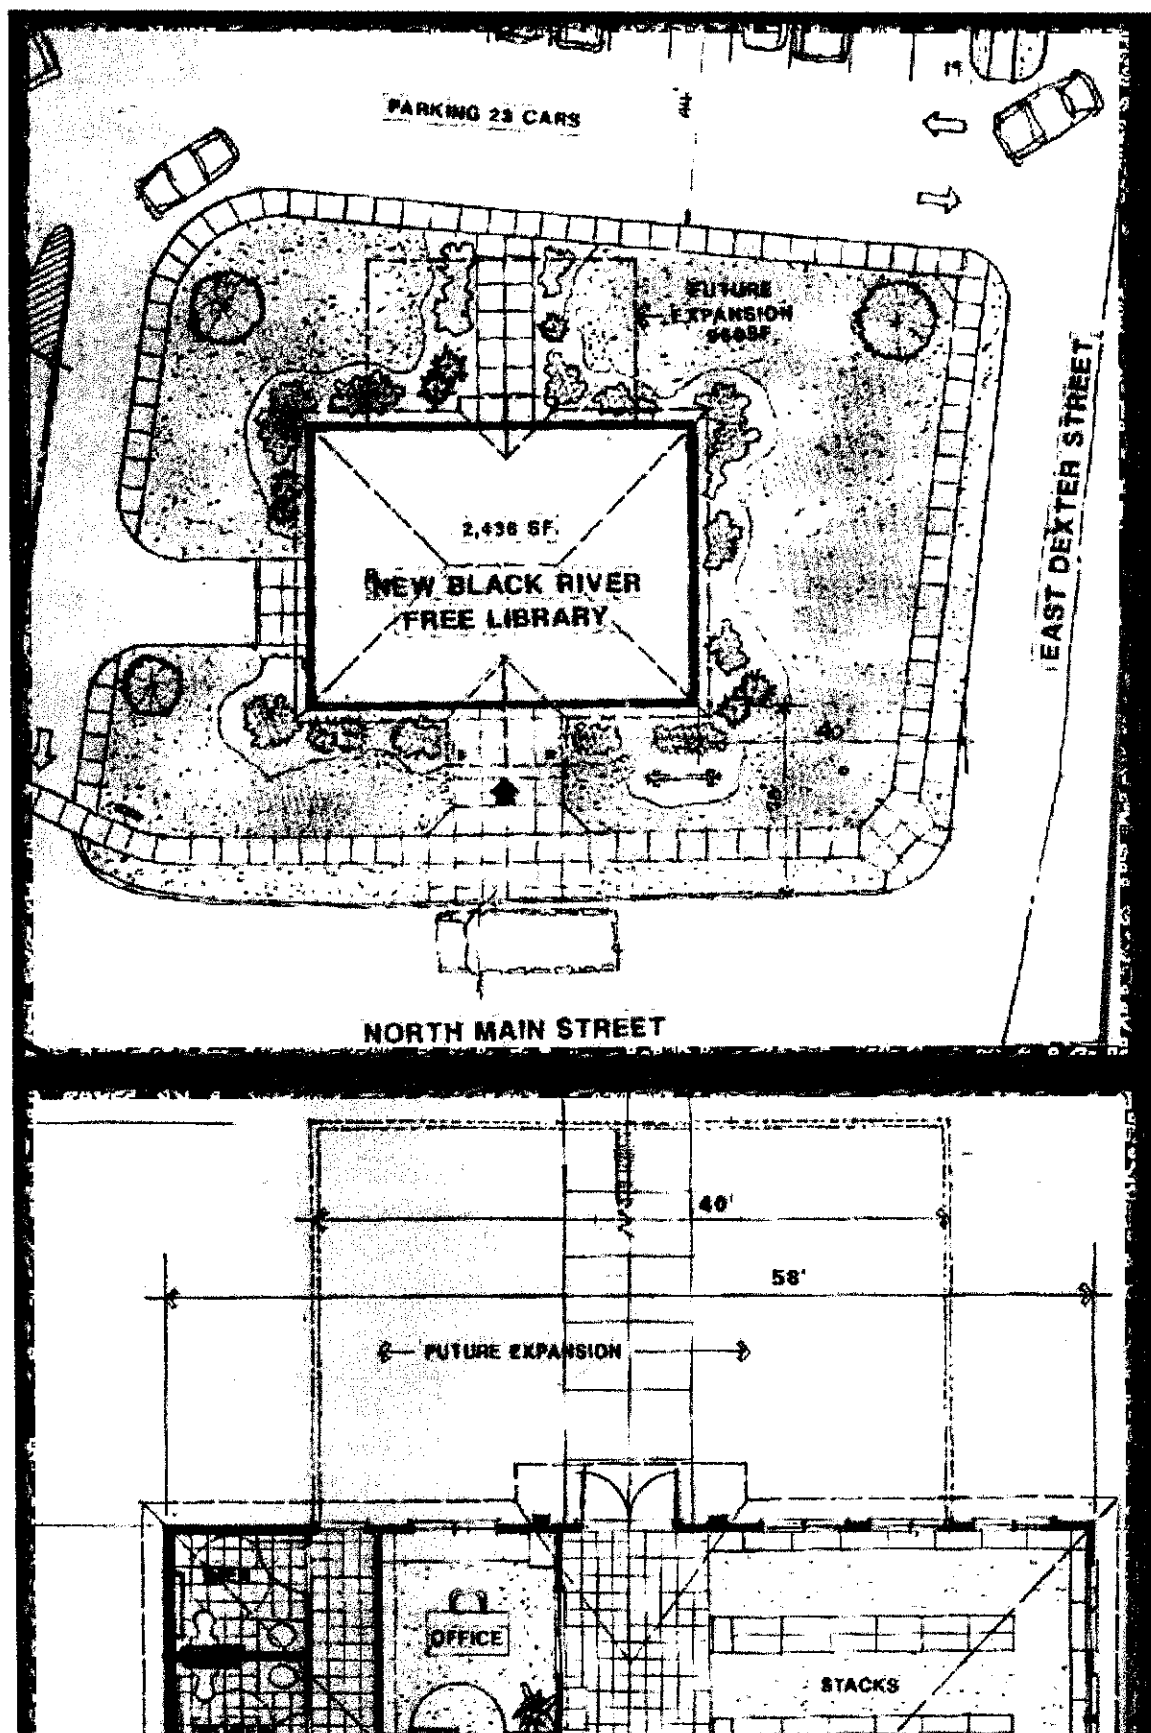 PARKING 23 CARS
FUTURE
EXPANSION
960SF
EAST DEXTER STREET
2,436 SF.
NEW BLACK RIVER
FREE LIBRARY
40'
NORTH MAIN STREET
40'
58'
FUTURE EXPANSION
OFFICE
STACKS